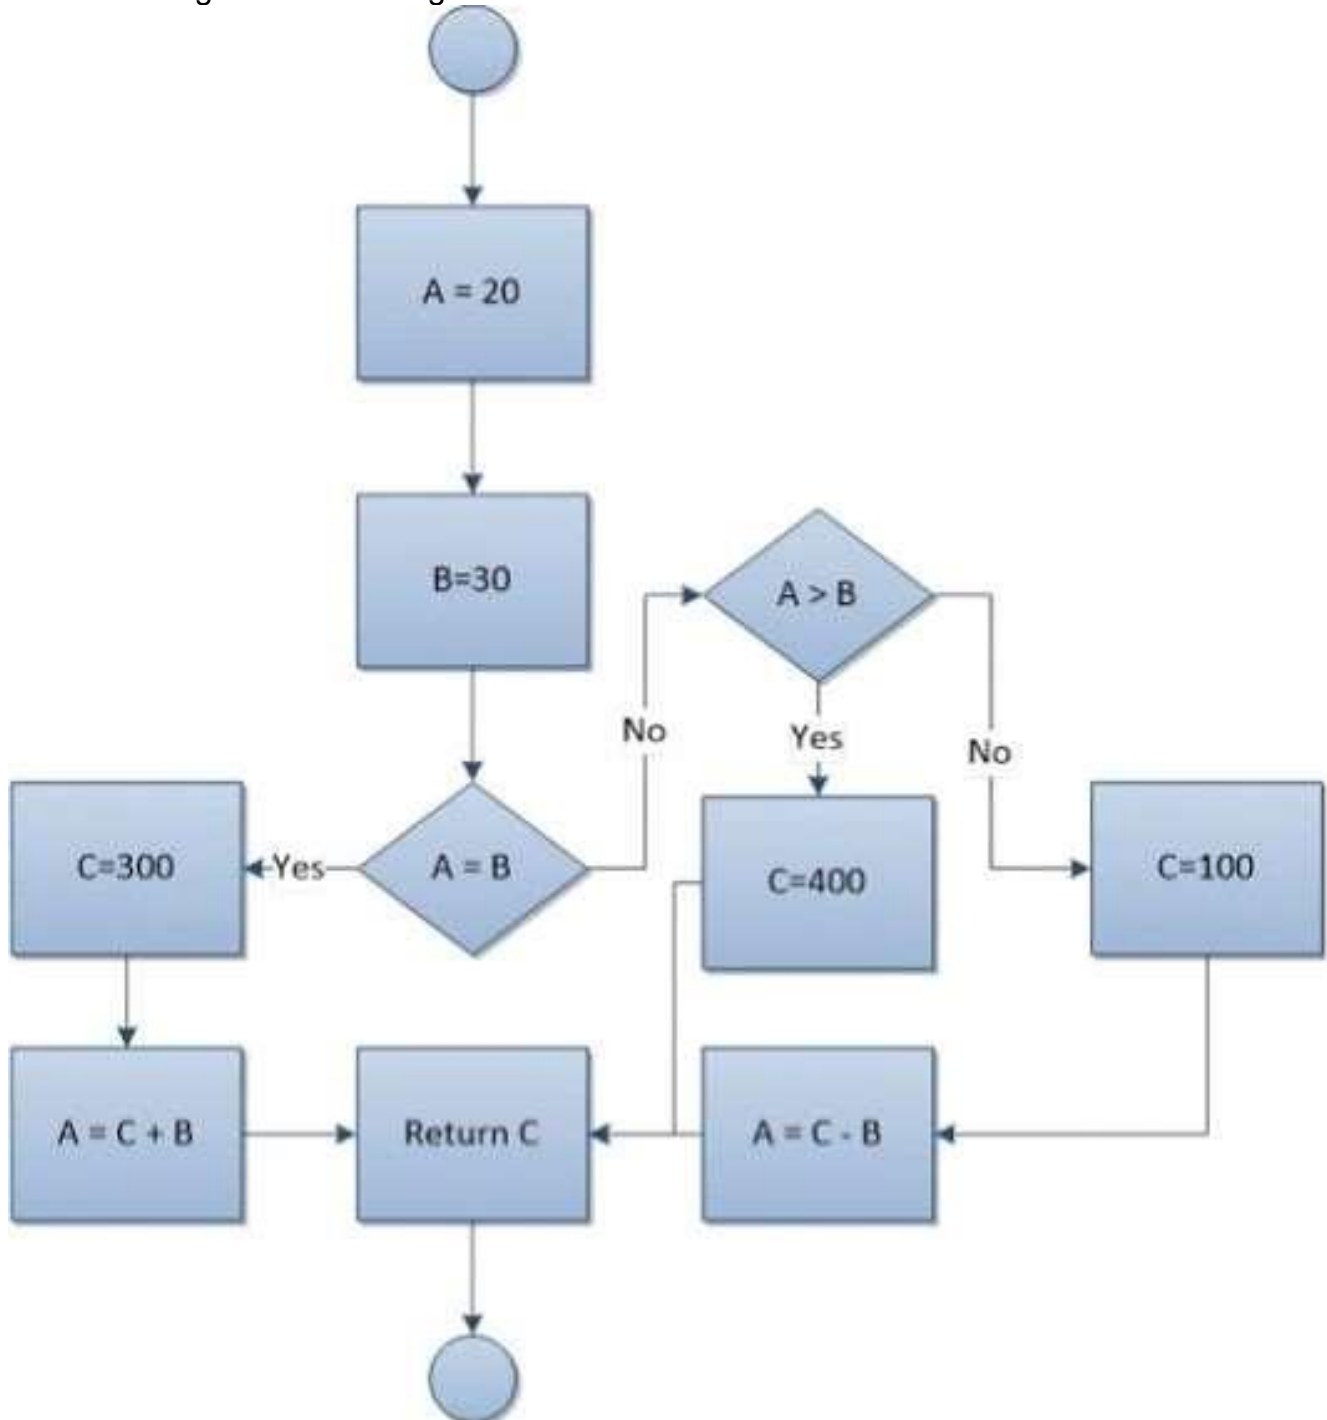 A = 20
B=30
A > B
No
Yes
No
C=300
Yes
A = B
C=400
C=100
A = C + B
Return C
A = C - B